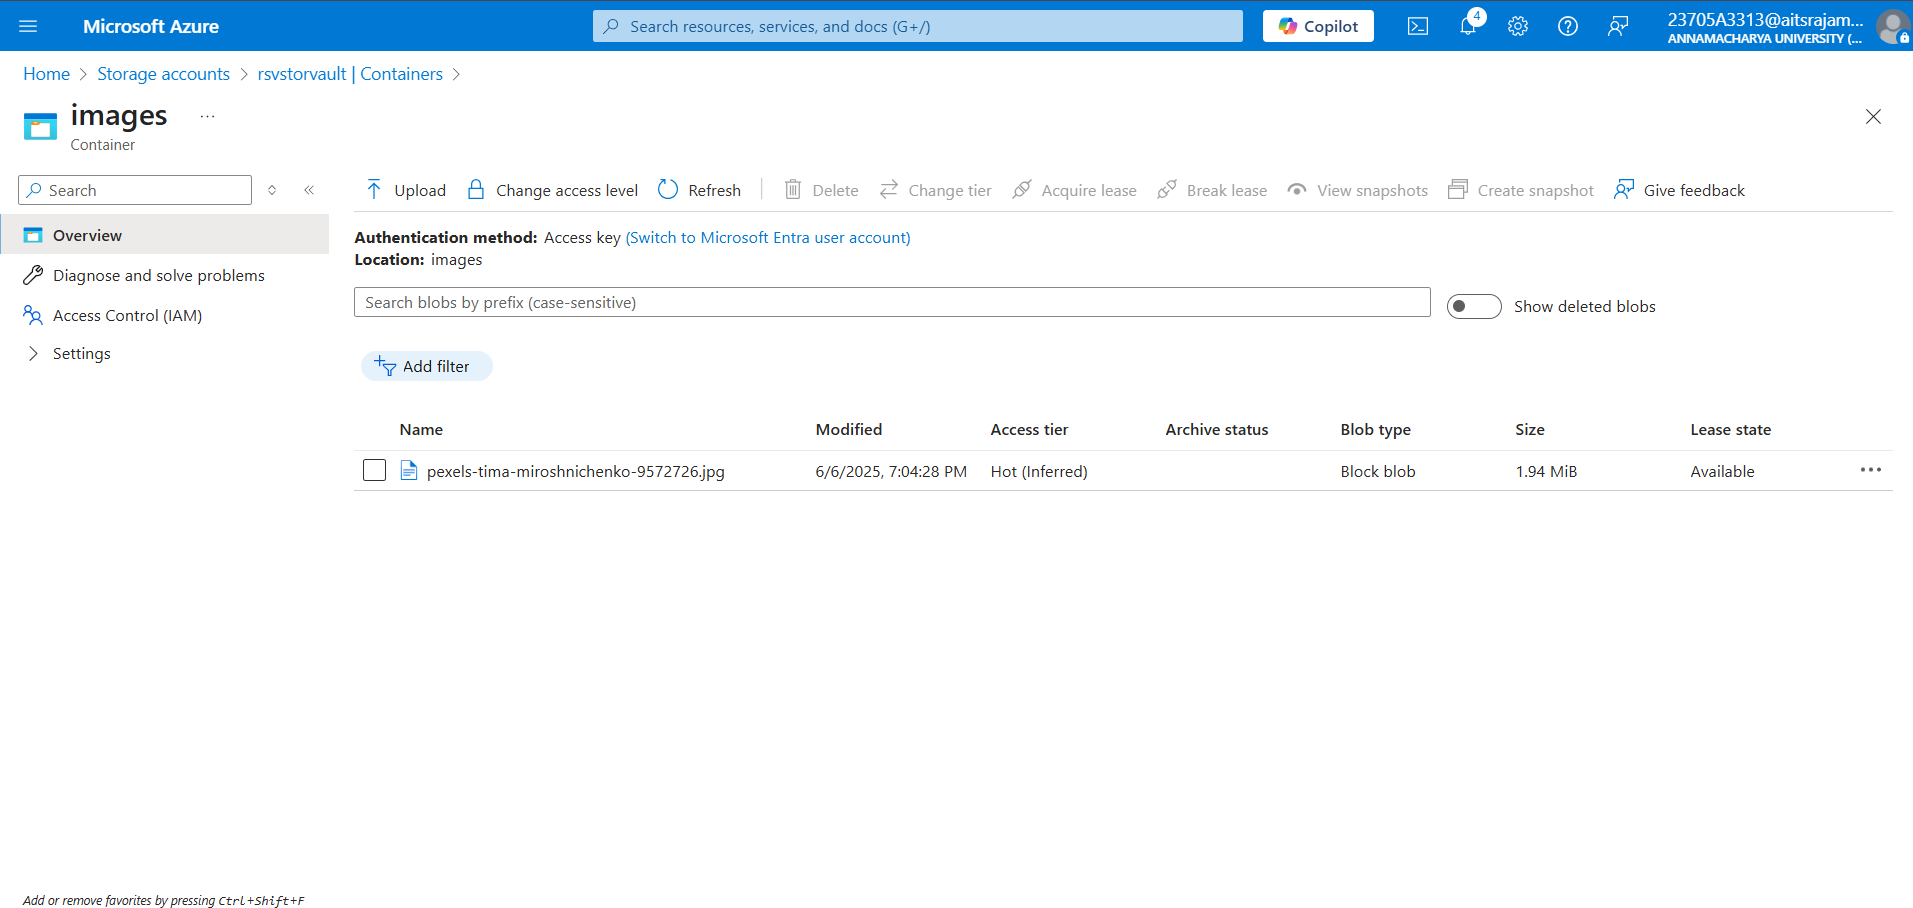 Microsoft Azure
Search resources, services, and docs (G+/)
Copilot
4
23705A3313@aitsrajam...
ANNAMACHARYA UNIVERSITY (...
Home > Storage accounts > rsvstorvault | Containers >
images ...
Container
Search
Upload Change access level Refresh Delete Change tier Acquire lease Break lease View snapshots Create snapshot Give feedback
Overview
Diagnose and solve problems
Access Control (IAM)
Settings
Authentication method: Access key (Switch to Microsoft Entra user account)
Location: images
Search blobs by prefix (case-sensitive)
Show deleted blobs
Add filter
Name Modified Access tier Archive status Blob type Size Lease state
pexels-tima-miroshnichenko-9572726.jpg 6/6/2025, 7:04:28 PM Hot (Inferred) Block blob 1.94 MiB Available
Add or remove favorites by pressing Ctrl+Shift+F